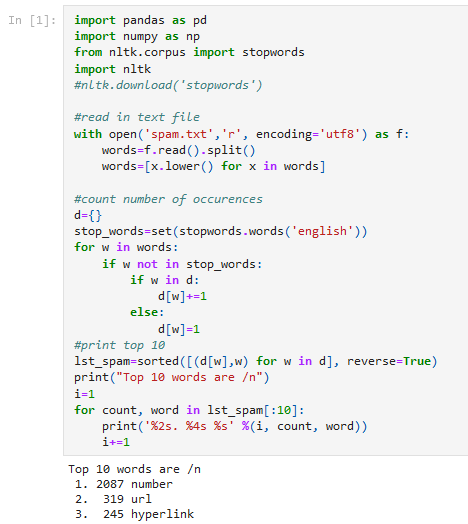 In [1]:
import pandas as pd
import numpy as np
from nltk.corpus import stopwords
import nltk
#nltk.download('stopwords')

#read in text file
with open('spam.txt','r', encoding='utf8') as f:
    words=f.read().split()
    words=[x.lower() for x in words]

#count number of occurences
d={}
stop_words=set(stopwords.words('english'))
for w in words:
    if w not in stop_words:
        if w in d:
            d[w]+=1
        else:
            d[w]=1
#print top 10
lst_spam=sorted([(d[w],w) for w in d], reverse=True)
print("Top 10 words are /n")
i=1
for count, word in lst_spam[:10]:
    print('%2s. %4s %s' %(i, count, word))
    i+=1
Top 10 words are /n
 1. 2087 number
 2.  319 url
 3.  245 hyperlink